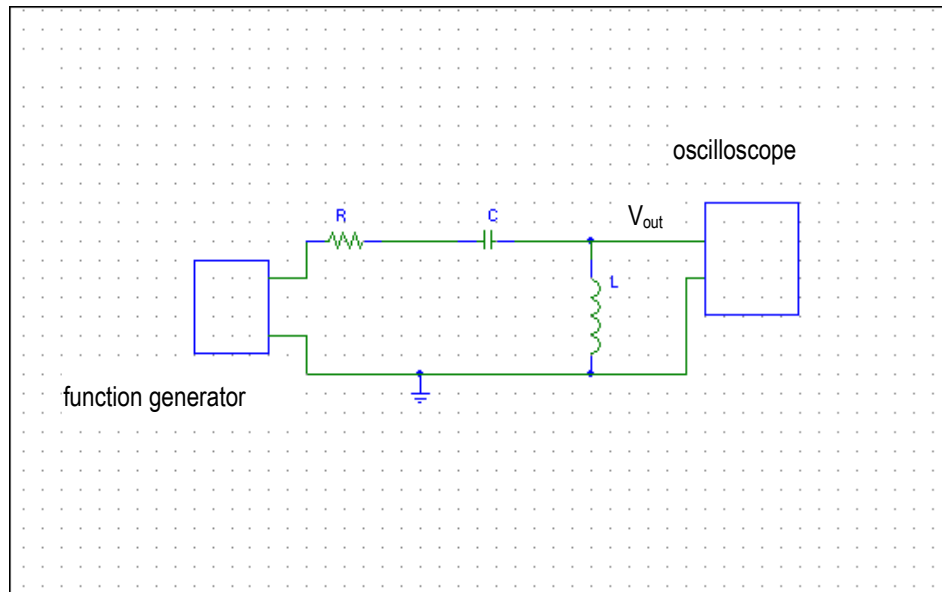 oscilloscope
R
C
Vout
L
function generator